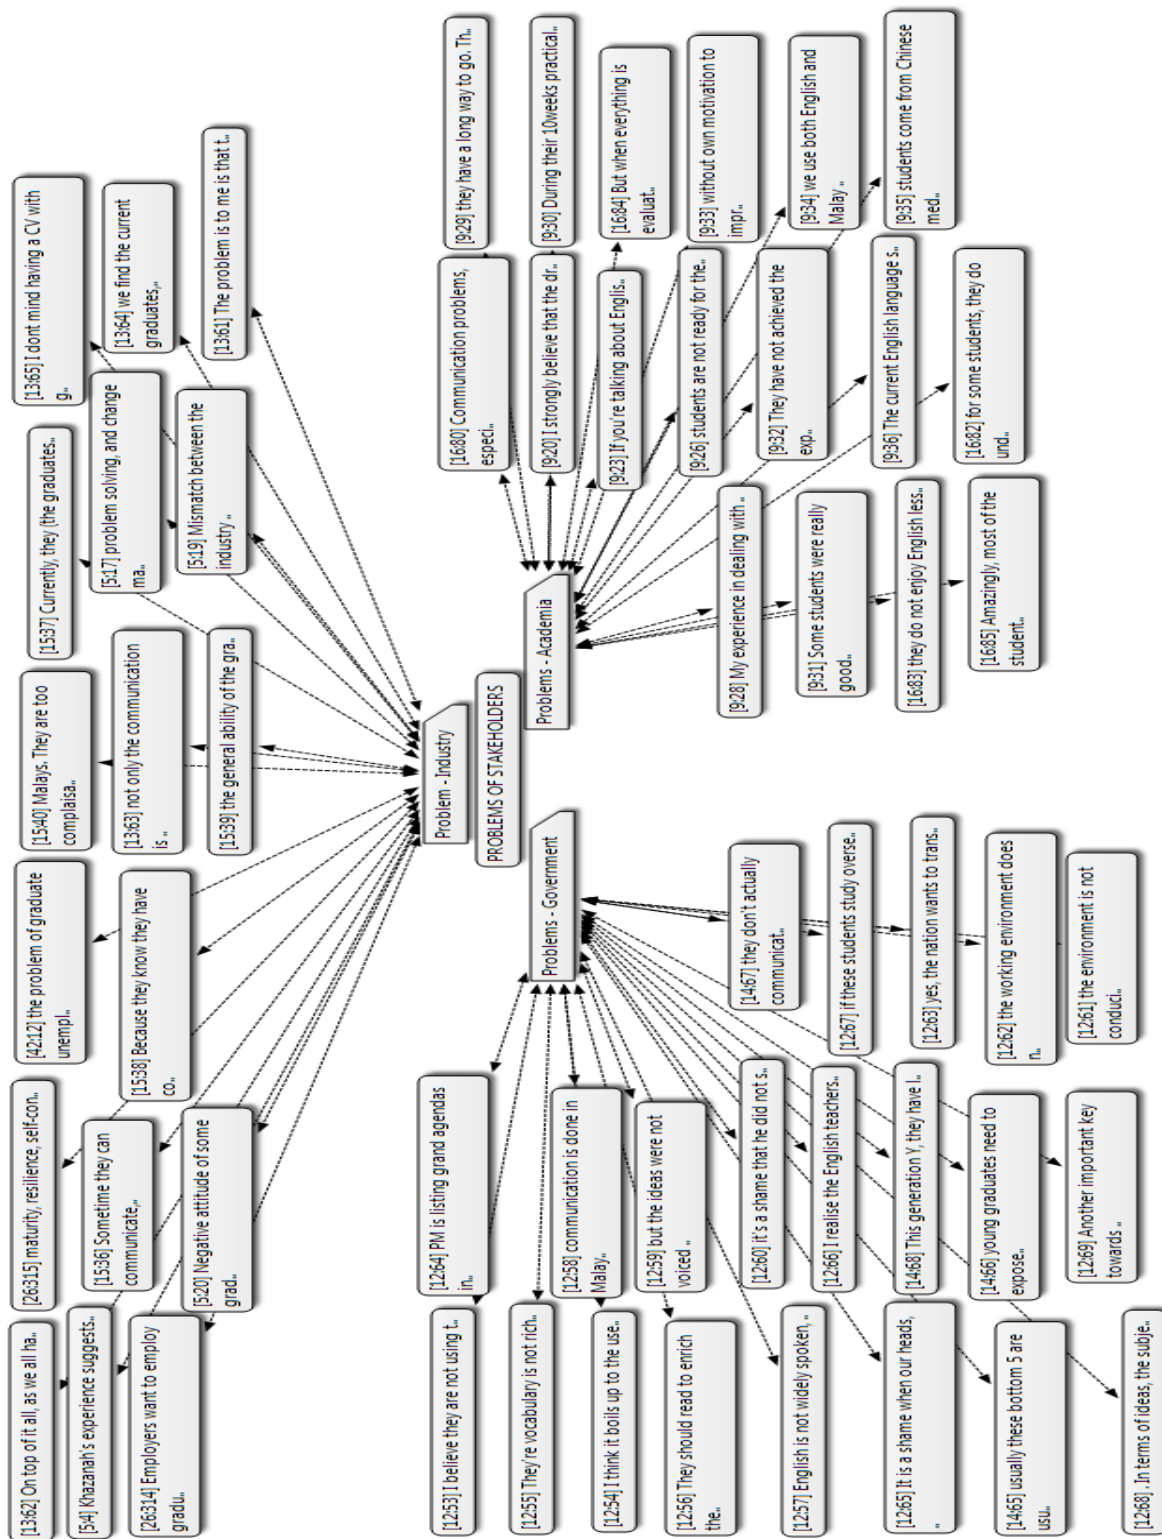 [13:62] On top of it all, as we all ha..
[26:315] maturity, resilience, self-con..
[42:12] the problem of graduate
unempl..
[15:40] Malays. They are too
complaisa..
[15:37] Currently, they (the graduates..
[13:65] I dont mind having a CV with
g..
[5:4] Khazanah's experience suggests..
[15:36] Sometime they can
communicate,..
[15:38] Because they know they have
co..
[13:63] not only the communication
is ..
[5:17] problem solving, and change
ma..
[13:64] we find the current
graduates,..
[26:314] Employers want to employ
gradu..
[5:20] Negative attitude of some
grad..
[15:39] the general ability of the gra..
[5:19] Mismatch between the
industry ..
[13:61] The problem is to me is that t..
Problem - Industry
PROBLEMS OF STAKEHOLDERS
Problems - Government
Problems - Academia
[12:53] I believe they are not using t..
[12:64] PM is listing grand agendas
in..
[16:80] Communication problems,
especi..
[9:29] they have a long way to go. Th..
[12:55] They're vocabulary is not rich..
[12:58] communication is done in
Malay..
[9:20] I strongly believe that the dr..
[9:30] During their 10weeks practical..
[12:54] I think it boils up to the use..
[12:59] but the ideas were not
voiced ..
[9:23] If you're talking about Englis..
[16:84] But when everything is
evaluat..
[12:56] They should read to enrich
the..
[12:60] it's a shame that he did not s..
[14:67] they don't actually
communicat..
[9:28] My experience in dealing with ..
[9:26] students are not ready for the..
[9:33] without own motivation to
impr..
[12:57] English is not widely spoken, ..
[12:66] I realise the English teachers..
[12:67] if these students study overse..
[9:31] Some students were really
good..
[9:32] They have not achieved the
exp..
[9:34] we use both English and
Malay ..
[12:65] It is a shame when our heads,
..
[14:68] This generation Y, they have l..
[12:63] yes, the nation wants to trans..
[16:83] they do not enjoy English less..
[9:36] The current English language s..
[9:35] students come from Chinese
med..
[14:65] usually these bottom 5 are
usu..
[14:66] young graduates need to
expose..
[12:62] the working environment does
n..
[16:85] Amazingly, most of the
student..
[16:82] for some students, they do
und..
[12:68] . In terms of ideas, the subje..
[12:69] Another important key
towards ..
[12:61] the environment is not
conduci..